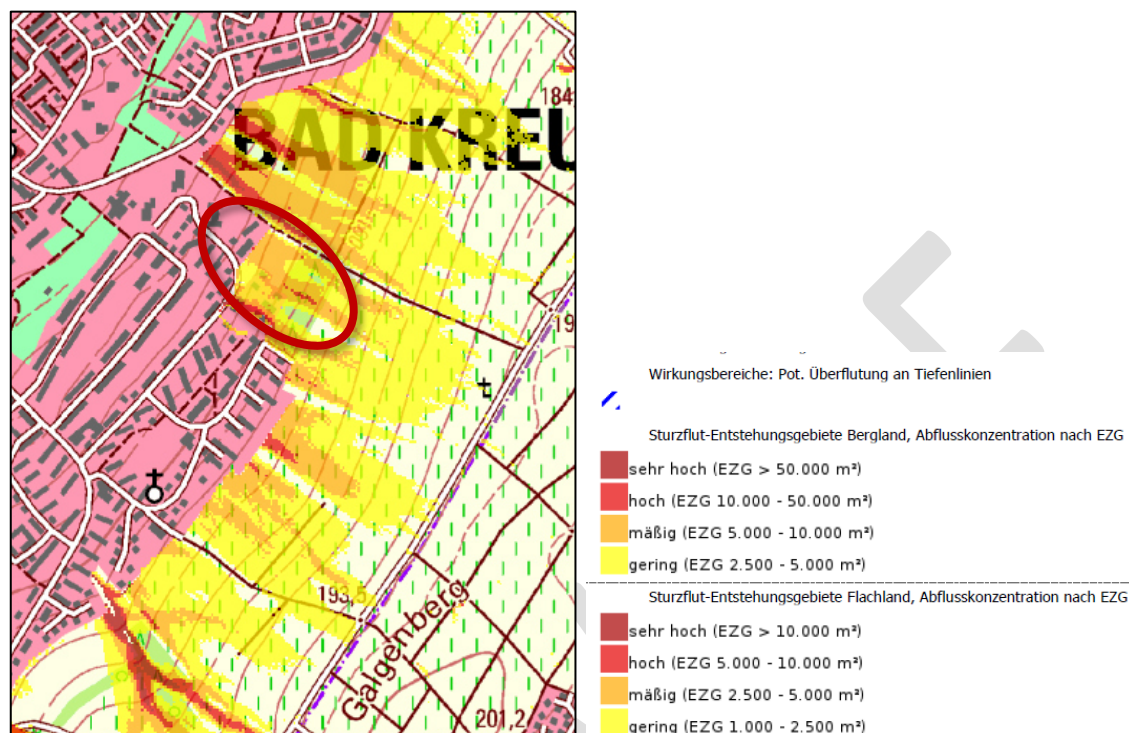 184
BAD KREU
19
193,5
Galgenberg
201,2
Wirkungsbereiche: Pot. Überflutung an Tiefenlinien
Sturzflut-Entstehungsgebiete Bergland, Abflusskonzentration nach EZG
sehr hoch (EZG > 50.000 m²)
hoch (EZG 10.000 - 50.000 m²)
mäßig (EZG 5.000 - 10.000 m²)
gering (EZG 2.500 - 5.000 m²)
Sturzflut-Entstehungsgebiete Flachland, Abflusskonzentration nach EZG
sehr hoch (EZG > 10.000 m²)
hoch (EZG 5.000 - 10.000 m²)
mäßig (EZG 2.500 - 5.000 m²)
gering (EZG 1.000 - 2.500 m²)